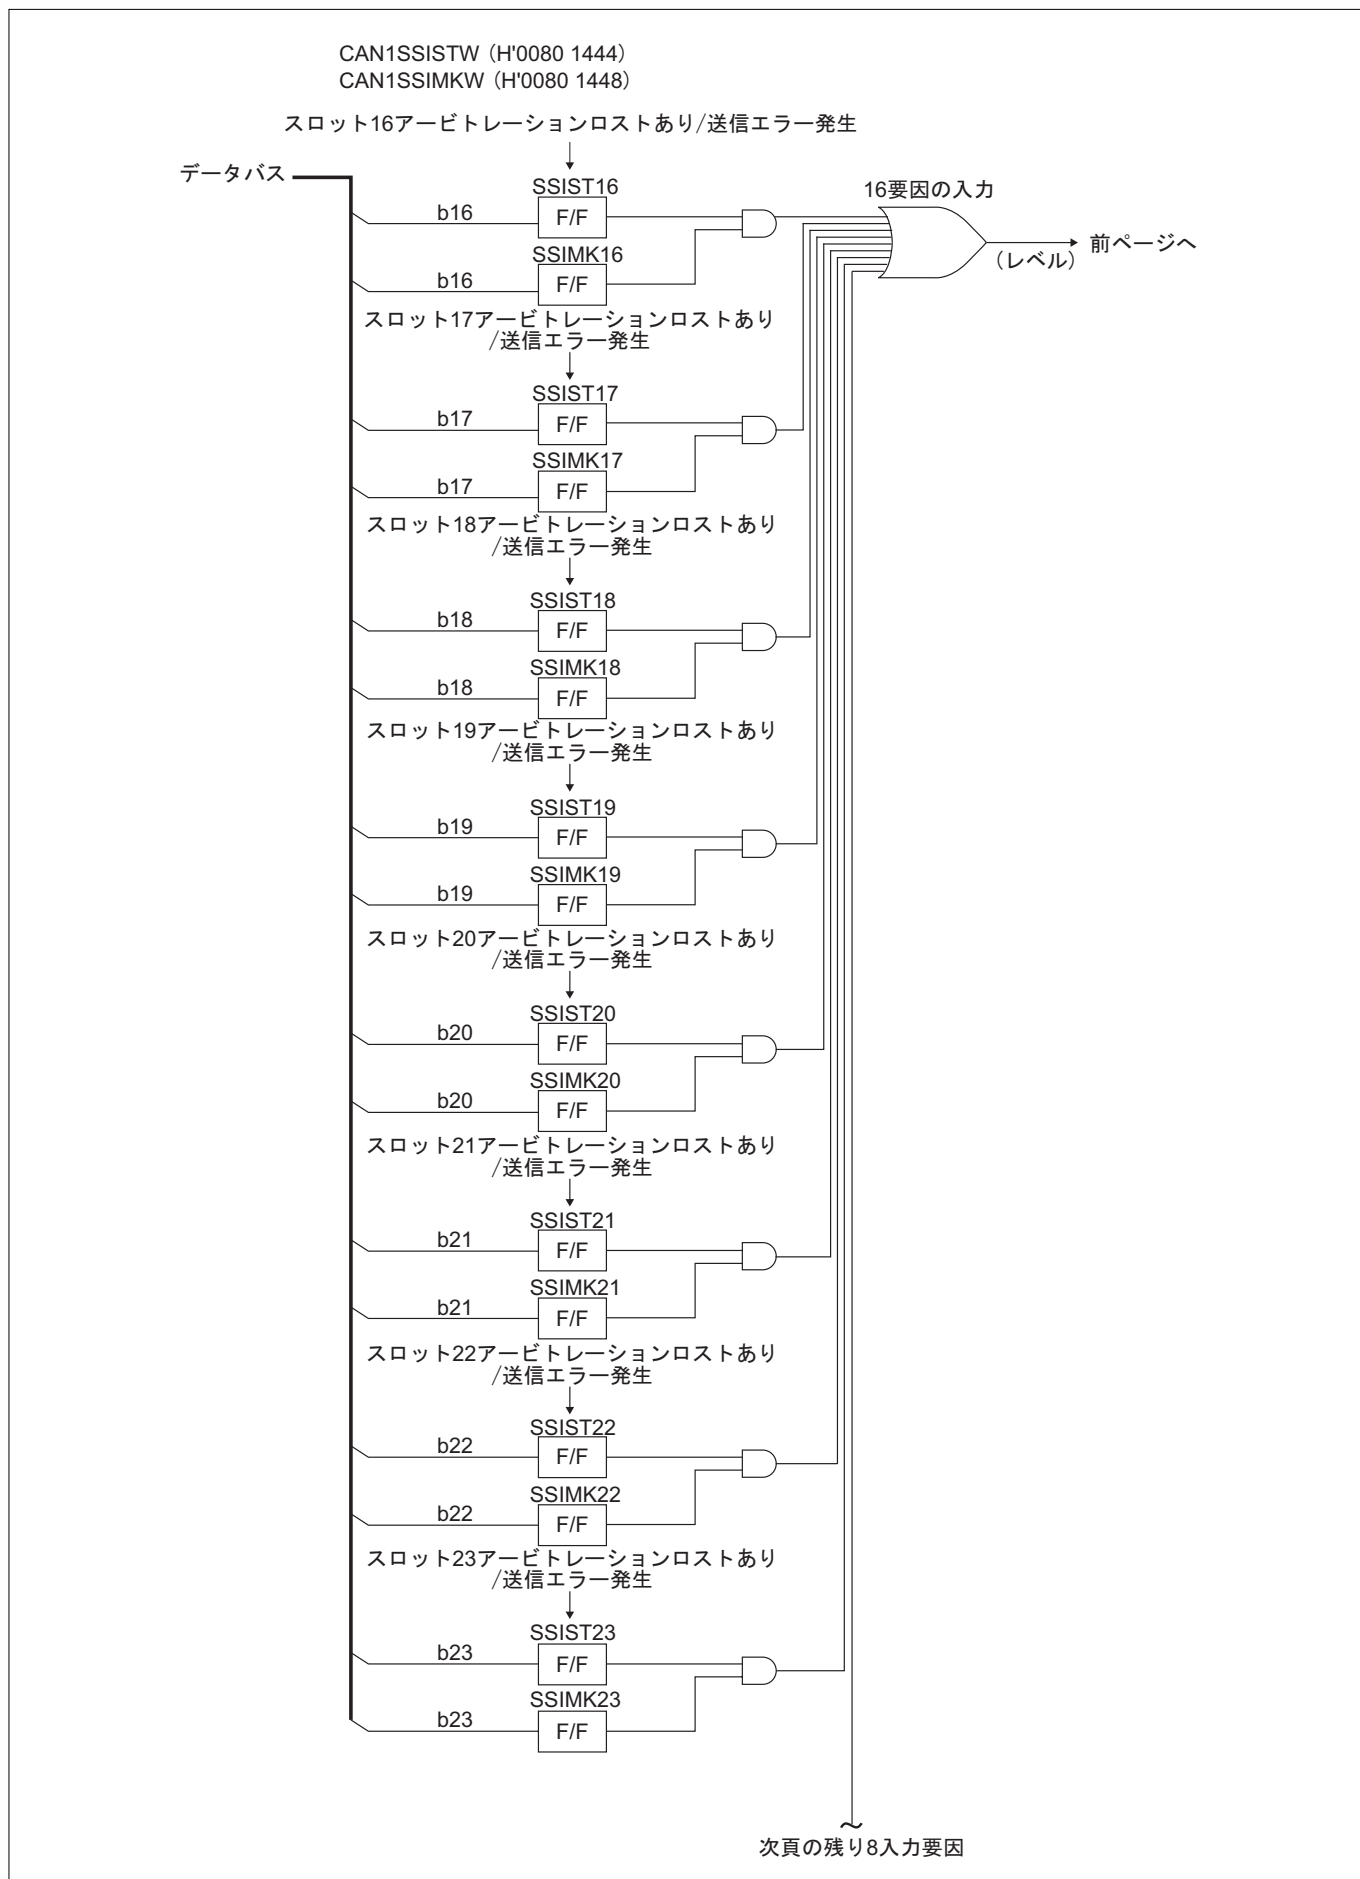 CAN1SSISTW (H'0080 1444)
CAN1SSIMKW (H'0080 1448)
スロット16アービトレーションロストあり/送信エラー発生
データバス
SSIST16
16要因の入力
b16
F/F
前ページへ
(レベル)
SSIMK16
b16
F/F
スロット17アービトレーションロストあり
/送信エラー発生
SSIST17
b17
F/F
SSIMK17
b17
F/F
スロット18アービトレーションロストあり
/送信エラー発生
SSIST18
b18
F/F
SSIMK18
b18
F/F
スロット19アービトレーションロストあり
/送信エラー発生
SSIST19
b19
F/F
SSIMK19
b19
F/F
スロット20アービトレーションロストあり
/送信エラー発生
SSIST20
b20
F/F
SSIMK20
b20
F/F
スロット21アービトレーションロストあり
/送信エラー発生
SSIST21
b21
F/F
SSIMK21
b21
F/F
スロット22アービトレーションロストあり
/送信エラー発生
SSIST22
b22
F/F
SSIMK22
b22
F/F
スロット23アービトレーションロストあり
/送信エラー発生
SSIST23
b23
F/F
SSIMK23
b23
F/F
次頁の残り8入力要因